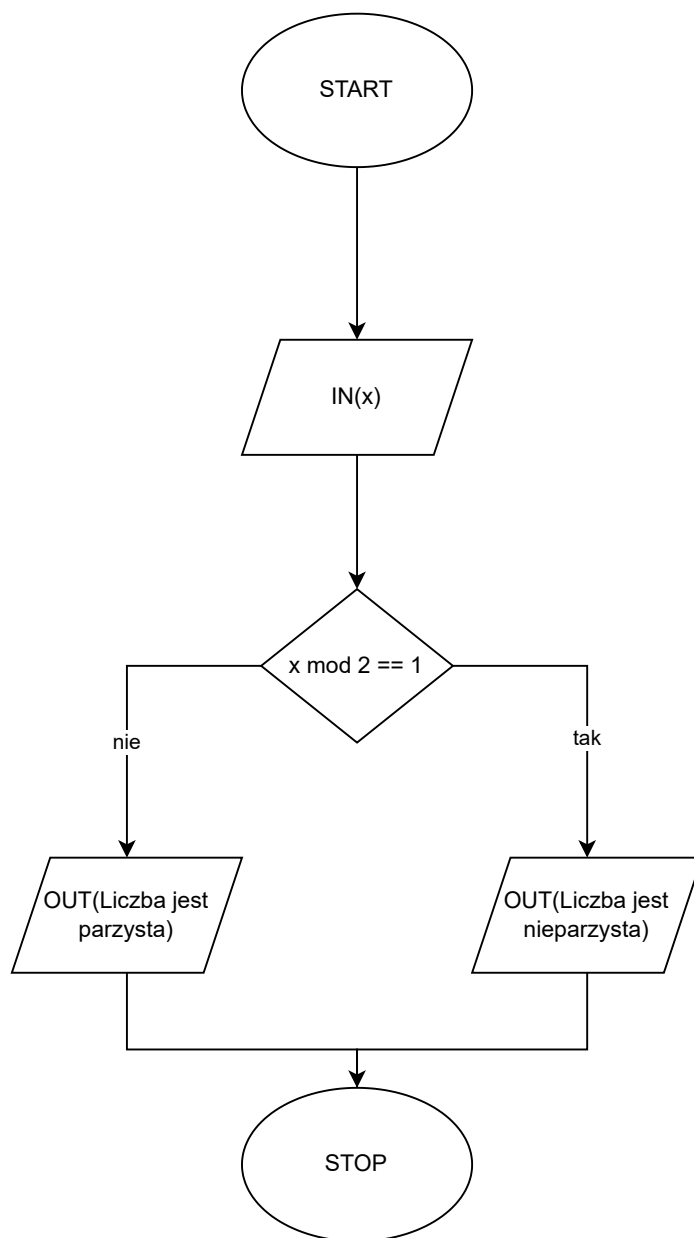 START
IN(x)
x mod 2 == 1
nie
tak
OUT(Liczba jest
parzysta)
OUT(Liczba jest
nieparzysta)
STOP